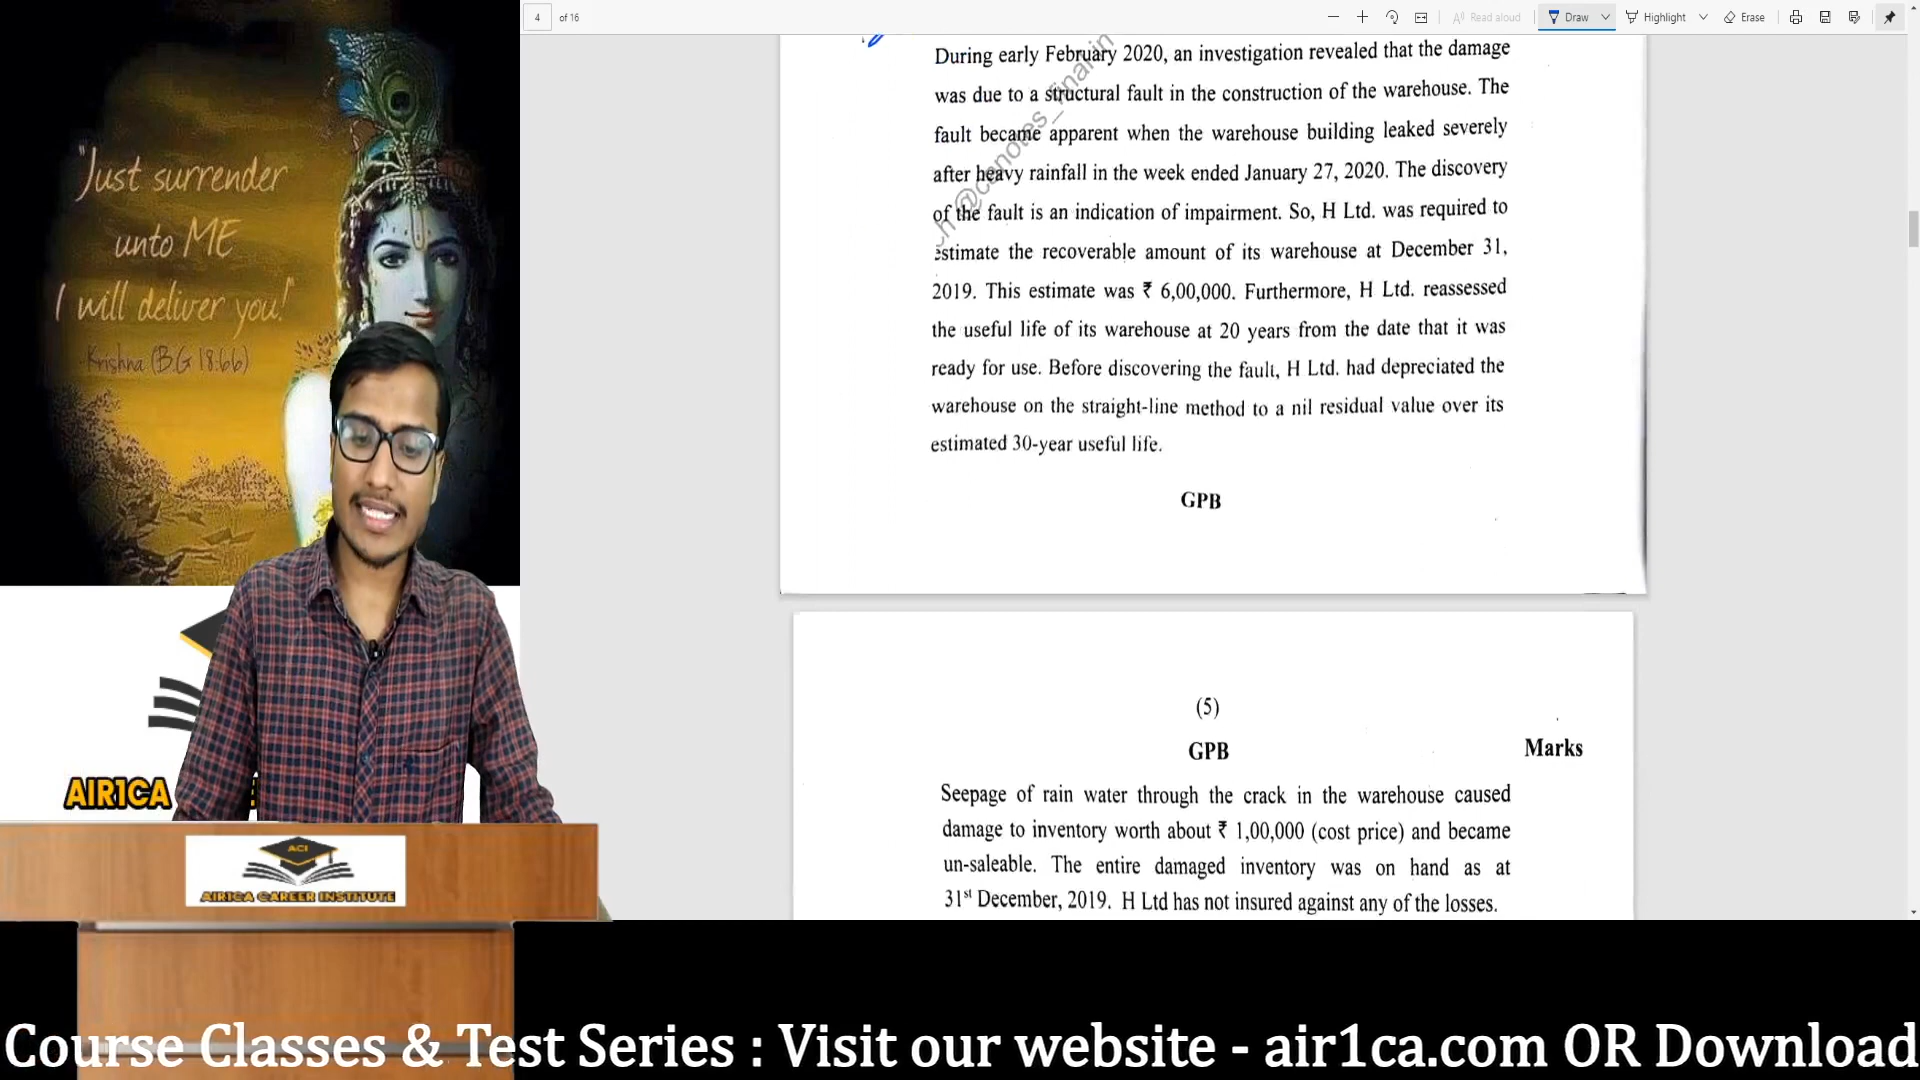 "Just surrender
unto ME
I will deliver you!"
Krishna (B.G 18:66)
AIR1CA
ACI
AIR1CA CAREER INSTITUTE
4 of 16
Read aloud
Draw
Highlight
Erase
During early February 2020, an investigation revealed that the damage
was due to a structural fault in the construction of the warehouse. The
fault became apparent when the warehouse building leaked severely
after heavy rainfall in the week ended January 27, 2020. The discovery
of the fault is an indication of impairment. So, H Ltd. was required to
estimate the recoverable amount of its warehouse at December 31,
2019. This estimate was ₹ 6,00,000. Furthermore, H Ltd. reassessed
the useful life of its warehouse at 20 years from the date that it was
ready for use. Before discovering the fault, H Ltd. had depreciated the
warehouse on the straight-line method to a nil residual value over its
estimated 30-year useful life.
GPB
(5)
GPB
Marks
Seepage of rain water through the crack in the warehouse caused
damage to inventory worth about ₹ 1,00,000 (cost price) and became
un-saleable. The entire damaged inventory was on hand as at
31st December, 2019. H Ltd has not insured against any of the losses.
Course Classes & Test Series : Visit our website - air1ca.com OR Download